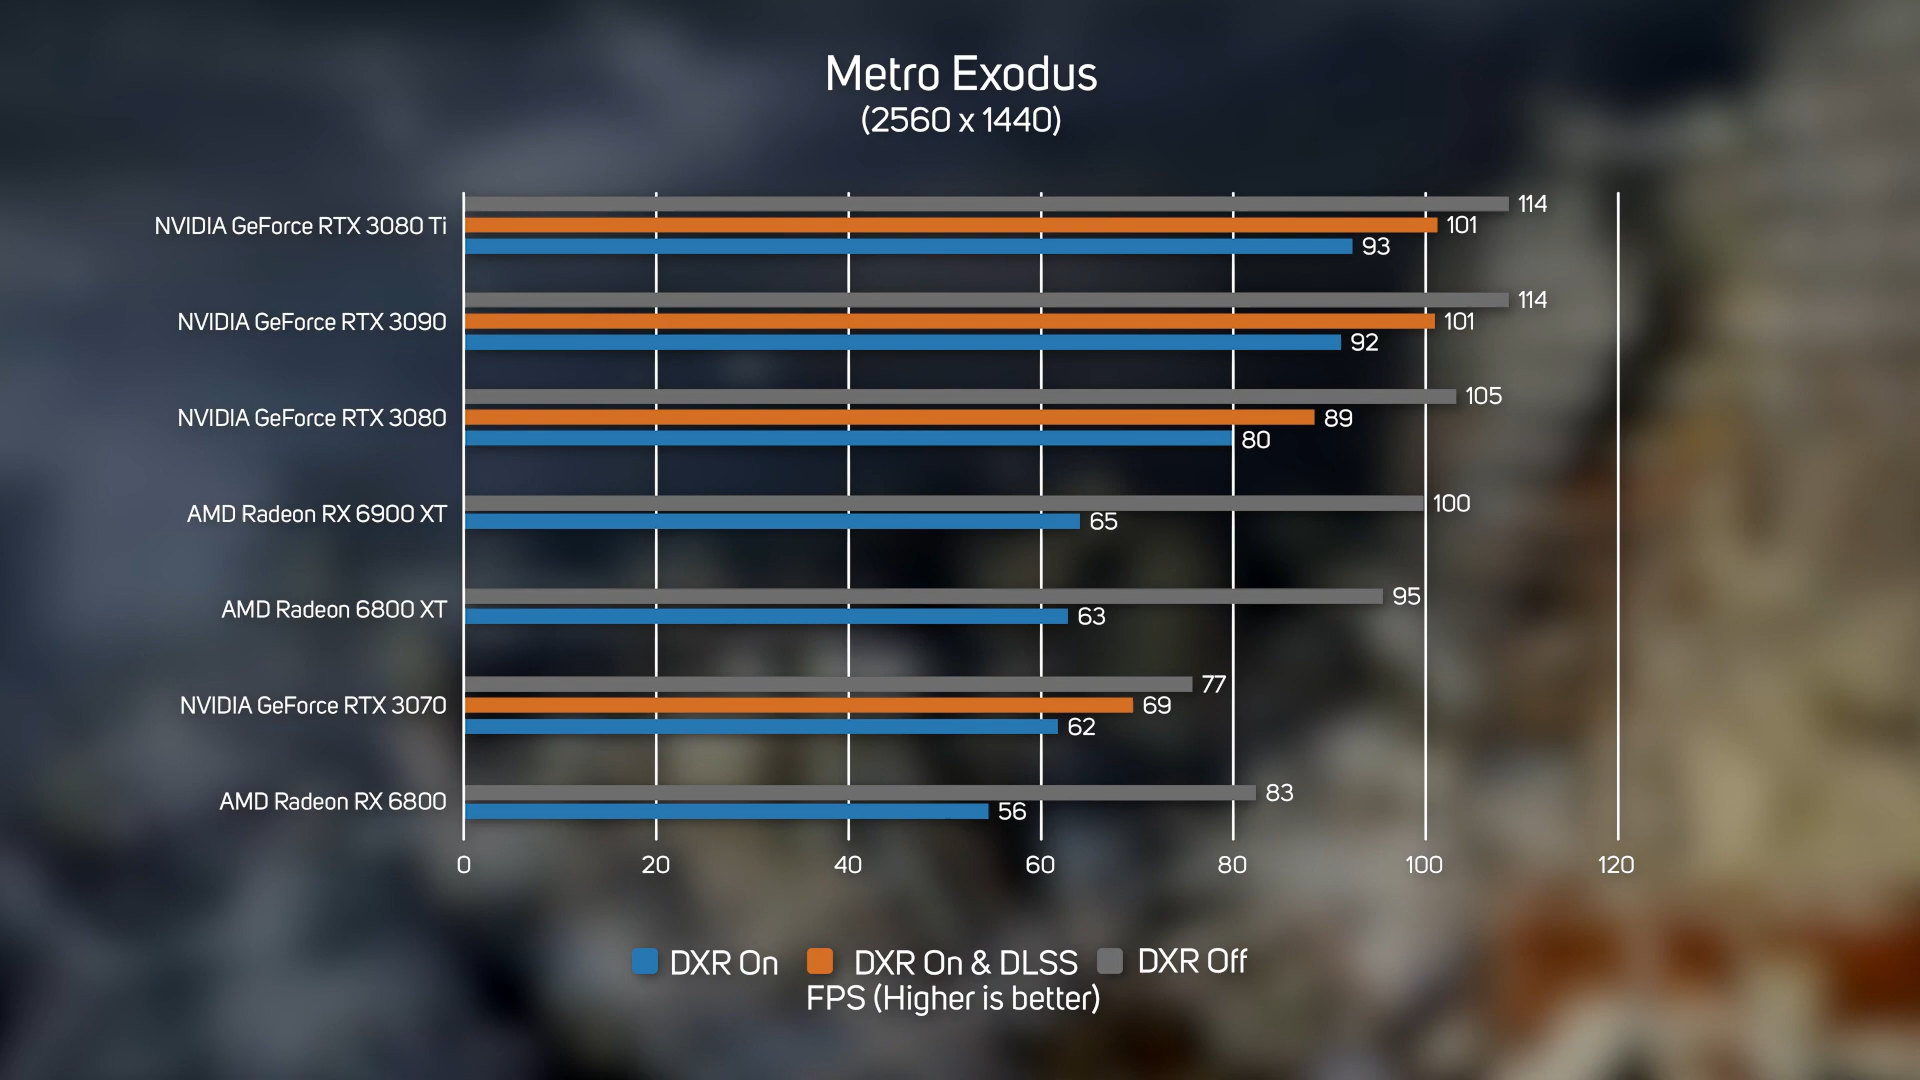 Metro Exodus
(2560 x 1440)
NVIDIA GeForce RTX 3080 Ti
114
101
93
NVIDIA GeForce RTX 3090
114
101
92
NVIDIA GeForce RTX 3080
105
89
80
AMD Radeon RX 6900 XT
100
65
AMD Radeon 6800 XT
95
63
NVIDIA GeForce RTX 3070
77
69
62
AMD Radeon RX 6800
83
56
0 20 40 60 80 100 120
DXR On DXR On & DLSS DXR Off
FPS (Higher is better)